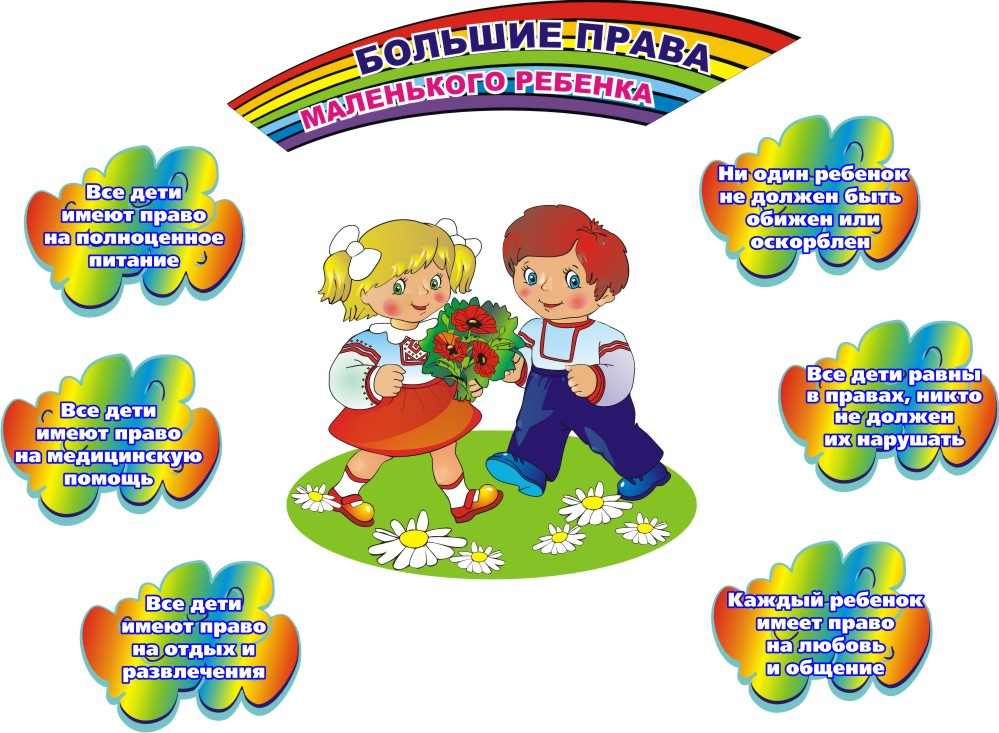 БОЛЬШИЕ ПРАВА
МАЛЕНЬКОГО РЕБЕНКА
Все дети
имеют право
на полноценное
питание
Ни один ребенок
не должен быть
обижен или
оскорблен
Все дети
имеют право
на медицинскую
помощь
Все дети равны
в правах, никто
не должен
их нарушать
Все дети
имеют право
на отдых и
развлечения
Каждый ребенок
имеет право
на любовь
и общение